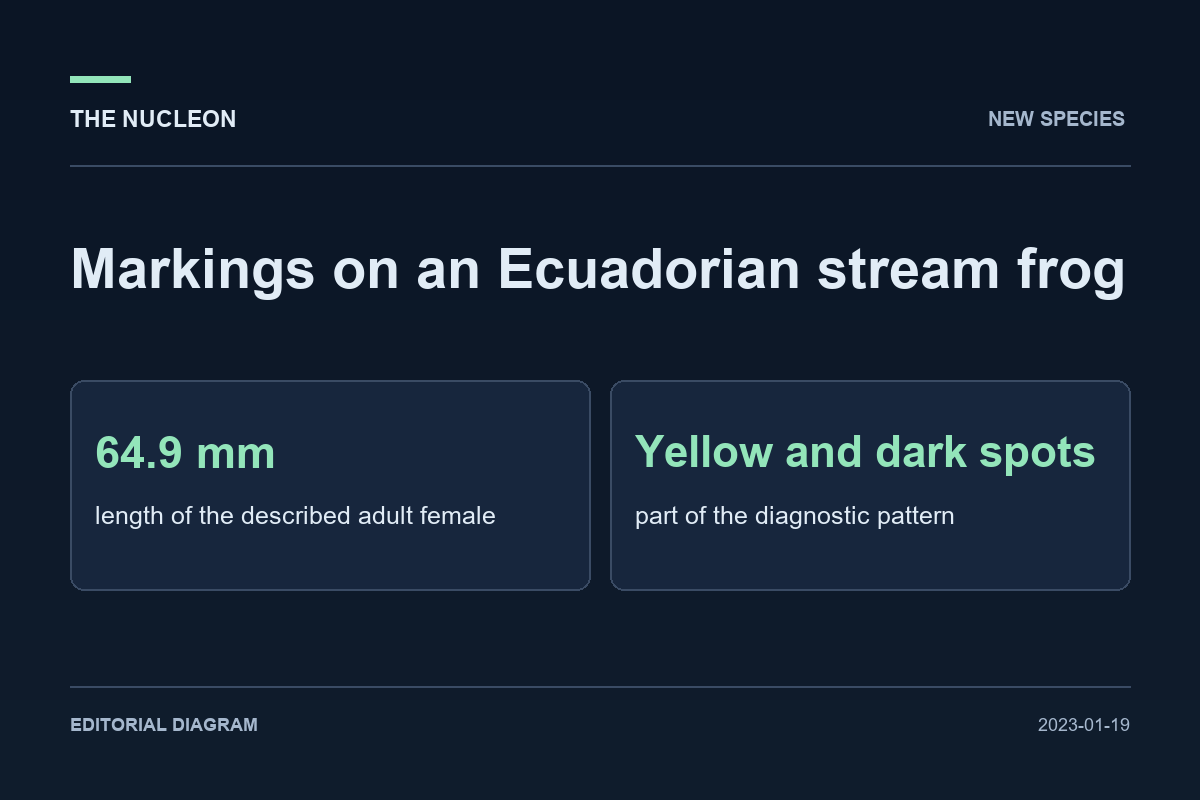 THE NUCLEON
NEW SPECIES
Markings on an Ecuadorian stream frog
64.9 mm
length of the described adult female
Yellow and dark spots
part of the diagnostic pattern
EDITORIAL DIAGRAM
2023-01-19